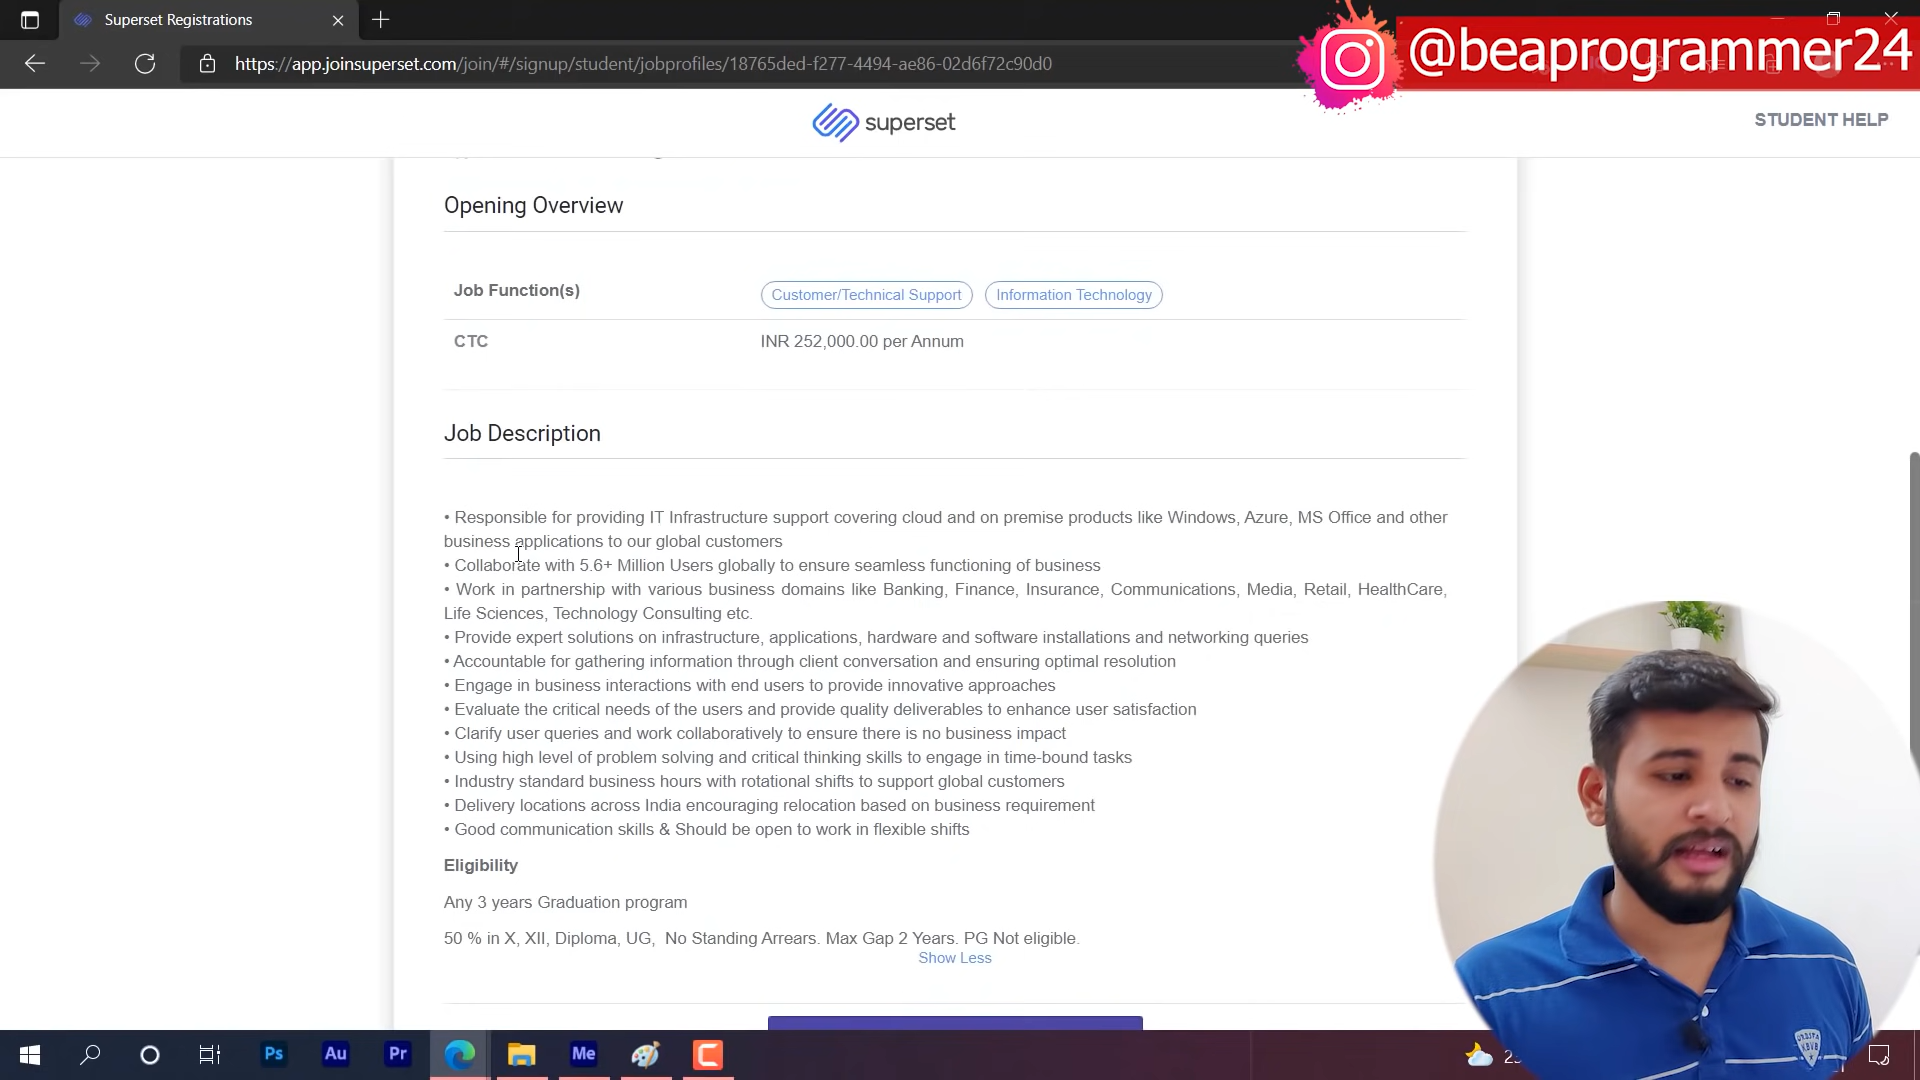 Superset Registrations
https://app.joinsuperset.com/join/#/signup/student/jobprofiles/18765ded-f277-4494-ae86-02d6f72c90d0
@beaprogrammer24
superset
STUDENT HELP
Opening Overview
Job Function(s)
Customer/Technical Support
Information Technology
CTC
INR 252,000.00 per Annum
Job Description
• Responsible for providing IT Infrastructure support covering cloud and on premise products like Windows, Azure, MS Office and other
business applications to our global customers
• Collaborate with 5.6+ Million Users globally to ensure seamless functioning of business
• Work in partnership with various business domains like Banking, Finance, Insurance, Communications, Media, Retail, HealthCare,
Life Sciences, Technology Consulting etc.
• Provide expert solutions on infrastructure, applications, hardware and software installations and networking queries
• Accountable for gathering information through client conversation and ensuring optimal resolution
• Engage in business interactions with end users to provide innovative approaches
• Evaluate the critical needs of the users and provide quality deliverables to enhance user satisfaction
• Clarify user queries and work collaboratively to ensure there is no business impact
• Using high level of problem solving and critical thinking skills to engage in time-bound tasks
• Industry standard business hours with rotational shifts to support global customers
• Delivery locations across India encouraging relocation based on business requirement
• Good communication skills & Should be open to work in flexible shifts
Eligibility
Any 3 years Graduation program
50 % in X, XII, Diploma, UG, No Standing Arrears. Max Gap 2 Years. PG Not eligible.
Show Less
Ps
Au
Pr
Me